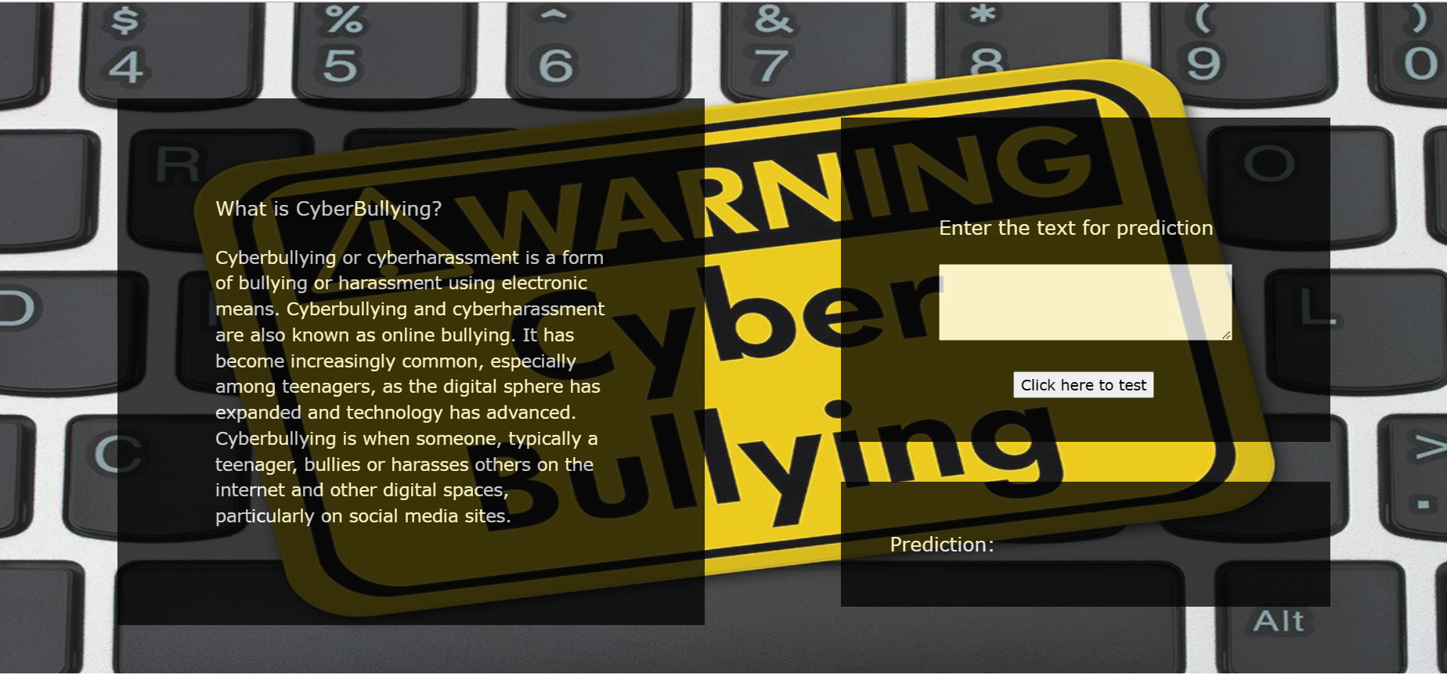 $ % ^ & * ( )
4 5 6 7 8 9 0
R O
WARNING
What is CyberBullying?
Enter the text for prediction
Cyberbullying or cyberharassment is a form
of bullying or harassment using electronic
means. Cyberbullying and cyberharassment
are also known as online bullying. It has
become increasingly common, especially
among teenagers, as the digital sphere has
expanded and technology has advanced.
Cyberbullying is when someone, typically a
teenager, bullies or harasses others on the
internet and other digital spaces,
particularly on social media sites.
D L
Cyber
Click here to test
Bullying
C > .
Prediction:
Alt